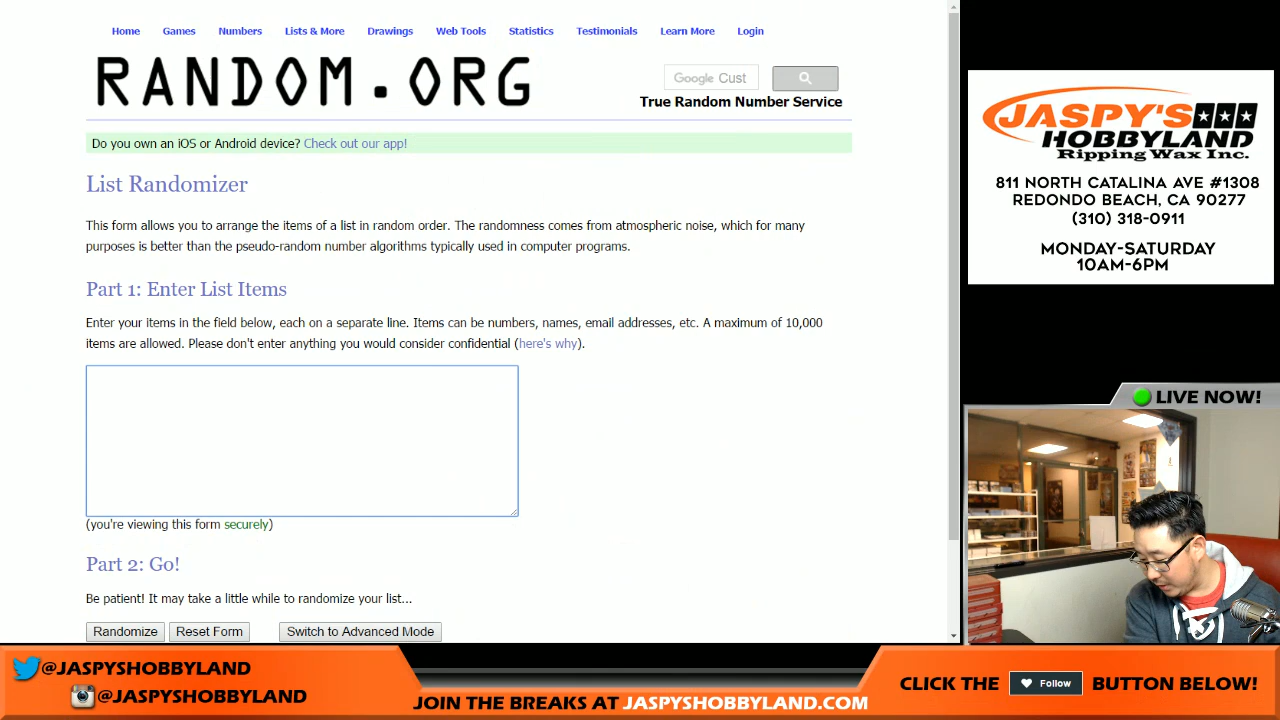 Home Games Numbers Lists & More Drawings Web Tools Statistics Testimonials Learn More Login
RANDOM.ORG
Google Cust
True Random Number Service
Do you own an iOS or Android device? Check out our app!
List Randomizer
This form allows you to arrange the items of a list in random order. The randomness comes from atmospheric noise, which for many
purposes is better than the pseudo-random number algorithms typically used in computer programs.
Part 1: Enter List Items
Enter your items in the field below, each on a separate line. Items can be numbers, names, email addresses, etc. A maximum of 10,000
items are allowed. Please don't enter anything you would consider confidential (here's why).
(you're viewing this form securely)
Part 2: Go!
Be patient! It may take a little while to randomize your list...
Randomize Reset Form Switch to Advanced Mode
JASPY'S
HOBBYLAND
Ripping Wax Inc.
811 NORTH CATALINA AVE #1308
REDONDO BEACH, CA 90277
(310) 318-0911
MONDAY-SATURDAY
10AM-6PM
LIVE NOW!
@JASPYSHOBBYLAND
@JASPYSHOBBYLAND
JOIN THE BREAKS AT JASPYSHOBBYLAND.COM
CLICK THE Follow BUTTON BELOW!